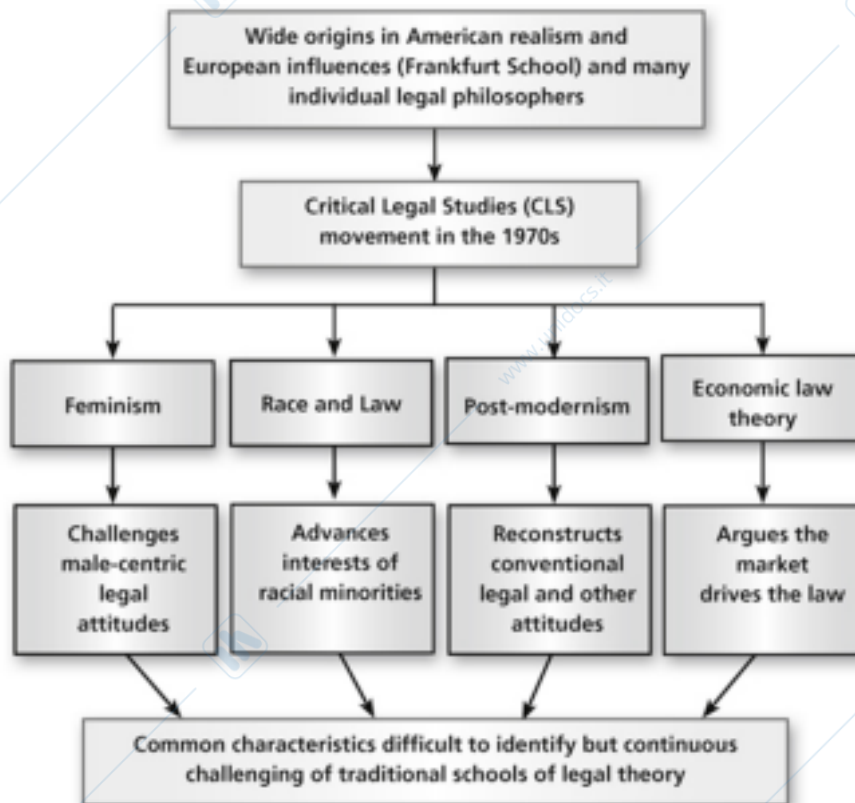 Wide origins in American realism and
European influences (Frankfurt School) and many
individual legal philosophers
Critical Legal Studies (CLS)
movement in the 1970s
Feminism
Race and Law
Post-modernism
Economic law
theory
Challenges
male-centric
legal
attitudes
Advances
interests of
racial minorities
Reconstructs
conventional
legal and other
attitudes
Argues the
market
drives the law
Common characteristics difficult to identify but continuous
challenging of traditional schools of legal theory
www.unidocs.it